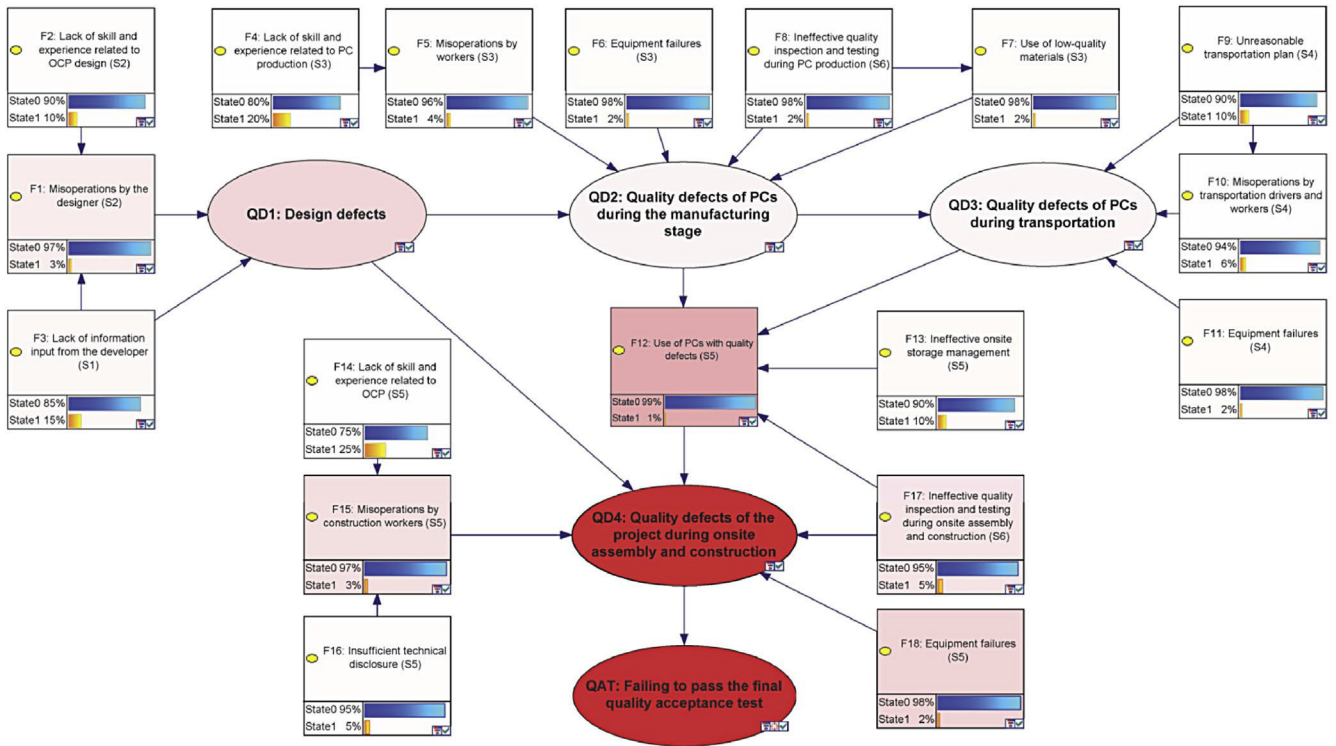 F2: Lack of skill and
experience related to
OCP design (S2)
State0 90%
State1 10%
F4: Lack of skill and
experience related to PC
production (S3)
State0 80%
State1 20%
F5: Misoperations by
workers (S3)
State0 96%
State1 4%
F6: Equipment failures
(S3)
State0 98%
State1 2%
F8: Ineffective quality
inspection and testing
during PC production (S6)
State0 98%
State1 2%
F7: Use of low-quality
materials (S3)
State0 98%
State1 2%
F9: Unreasonable
transportation plan (S4)
State0 90%
State1 10%
F1: Misoperations by the
designer (S2)
State0 97%
State1 3%
QD1: Design defects
QD2: Quality defects of PCs
during the manufacturing
stage
QD3: Quality defects of PCs
during transportation
F10: Misoperations by
transportation drivers and
workers (S4)
State0 94%
State1 6%
F3: Lack of information
input from the developer
(S1)
State0 85%
State1 15%
F14: Lack of skill and
experience related to
OCP (S5)
State0 75%
State1 25%
F12: Use of PCs with quality
defects (S5)
State0 99%
State1 1%
F13: Ineffective onsite
storage management
(S5)
State0 90%
State1 10%
F11: Equipment failures
(S4)
State0 98%
State1 2%
F15: Misoperations by
construction workers (S5)
State0 97%
State1 3%
QD4: Quality defects of the
project during onsite
assembly and construction
F17: Ineffective quality
inspection and testing
during onsite assembly
and construction (S6)
State0 95%
State1 5%
F16: Insufficient technical
disclosure (S5)
State0 95%
State1 5%
QAT: Failing to pass the final
quality acceptance test
F18: Equipment failures
(S5)
State0 98%
State1 2%